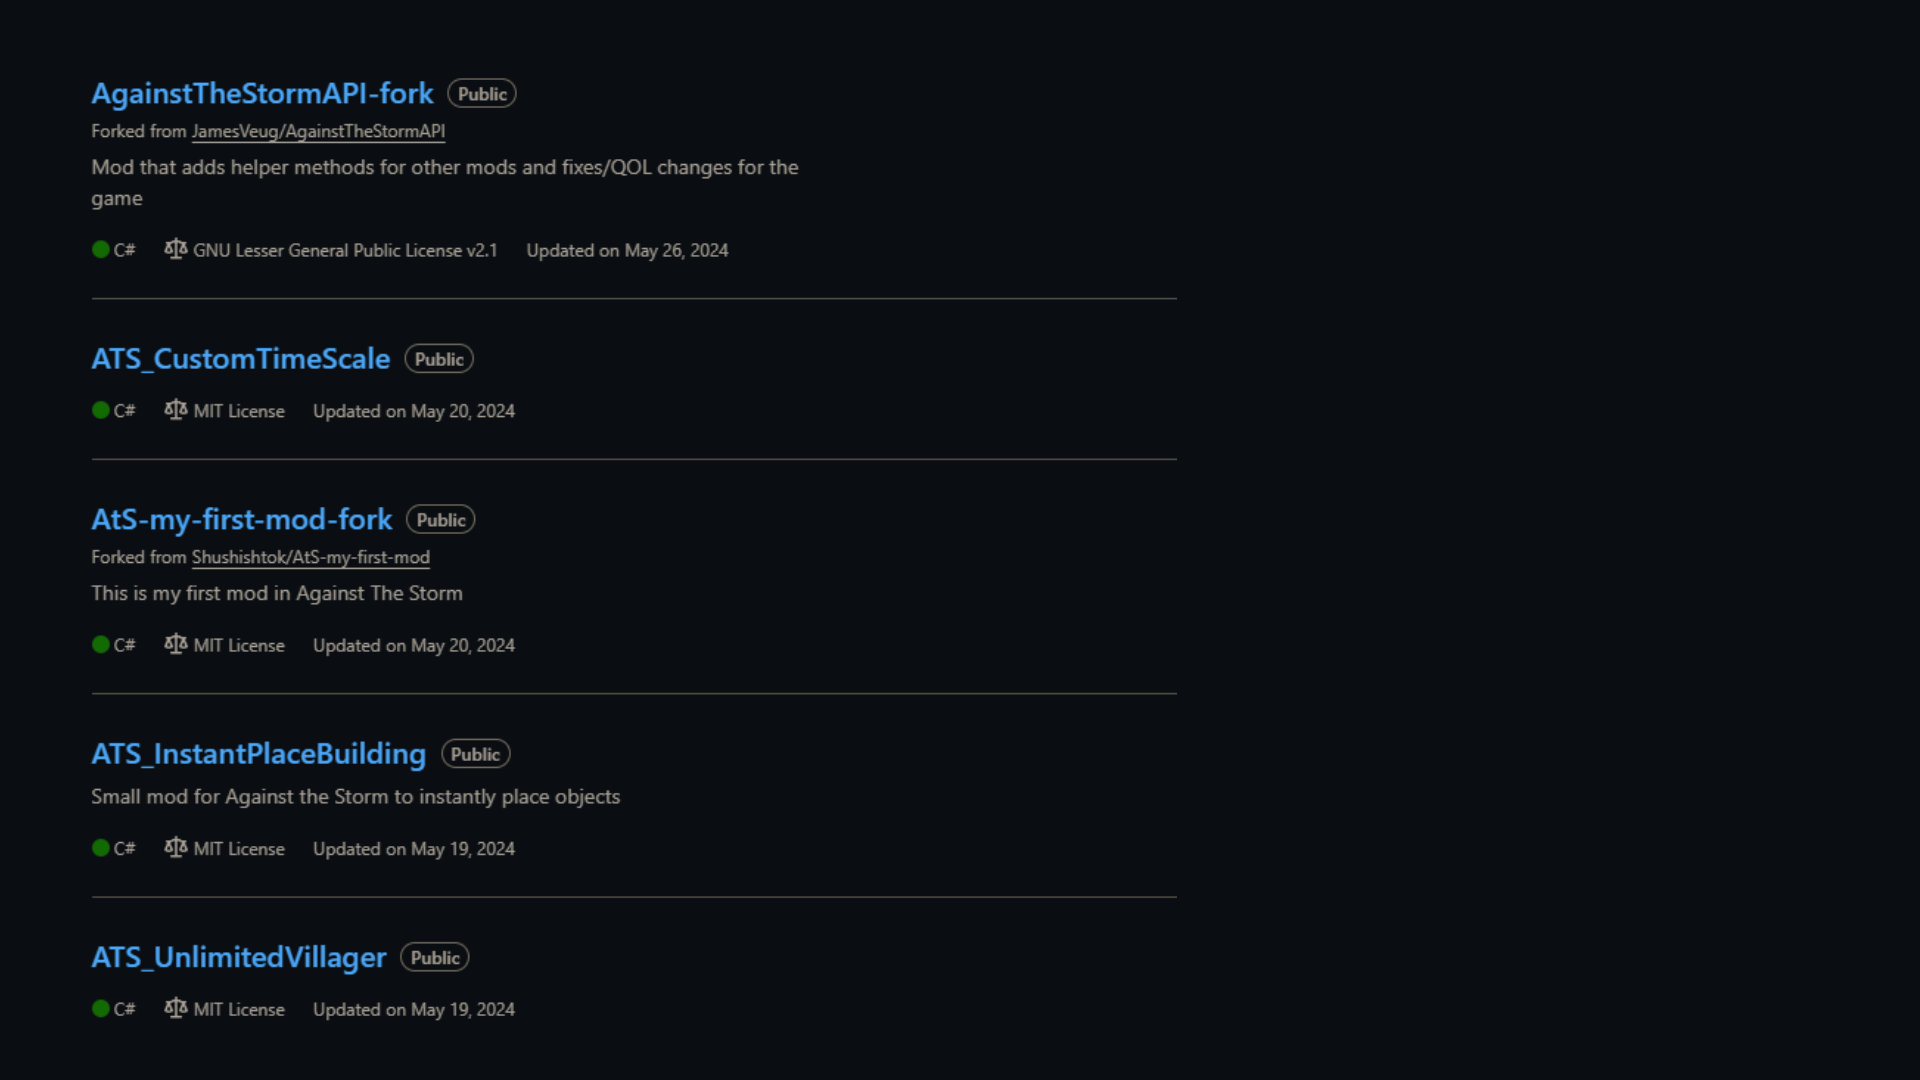 AgainstTheStormAPI-fork Public
Forked from JamesVeug/AgainstTheStormAPI
Mod that adds helper methods for other mods and fixes/QOL changes for the
game
C# GNU Lesser General Public License v2.1 Updated on May 26, 2024
ATS_CustomTimeScale Public
C# MIT License Updated on May 20, 2024
AtS-my-first-mod-fork Public
Forked from Shushishtok/AtS-my-first-mod
This is my first mod in Against The Storm
C# MIT License Updated on May 20, 2024
ATS_InstantPlaceBuilding Public
Small mod for Against the Storm to instantly place objects
C# MIT License Updated on May 19, 2024
ATS_UnlimitedVillager Public
C# MIT License Updated on May 19, 2024